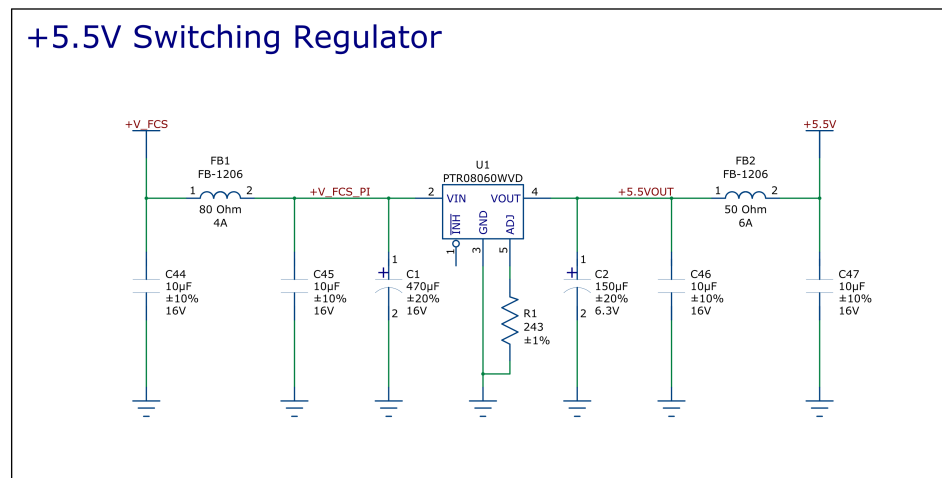 +5.5V Switching Regulator
+V_FCS
+5.5V
U1
PTR08060WVD
FB1
FB-1206
1 2
80 Ohm
4A
+V_FCS_PI
2
VIN
VOUT
4
INH
GND
ADJ
1
3
5
+5.5VOUT
FB2
FB-1206
1 2
50 Ohm
6A
C44
10µF
±10%
16V
C45
10µF
±10%
16V
+
1
C1
470µF
±20%
16V
2
R1
243
±1%
+
1
C2
150µF
±20%
6.3V
2
C46
10µF
±10%
16V
C47
10µF
±10%
16V